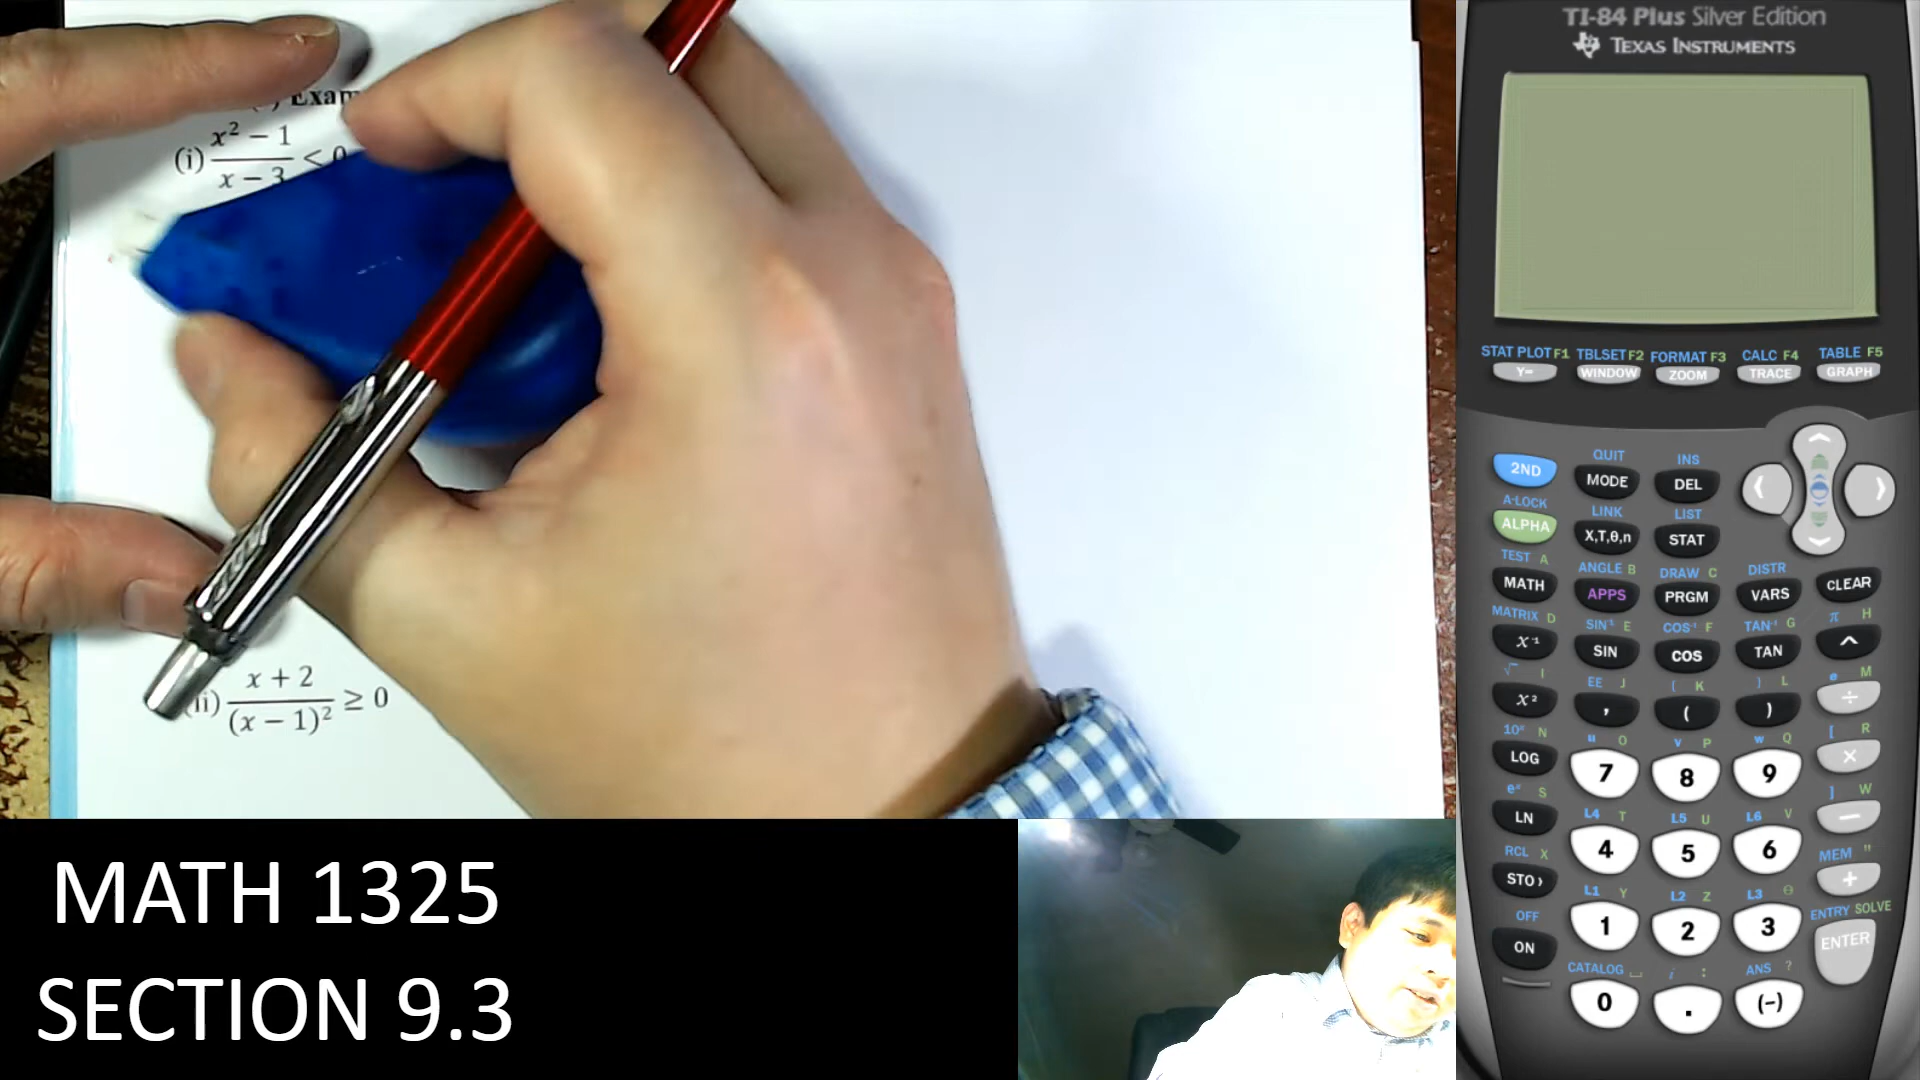 Exam
(i) x² − 1 / x − 3 < 0
(ii) x + 2 / (x − 1)² ≥ 0
MATH 1325
SECTION 9.3
TI-84 Plus Silver Edition
TEXAS INSTRUMENTS
STAT PLOT F1 TBLSET F2 FORMAT F3 CALC F4 TABLE F5
Y= WINDOW ZOOM TRACE GRAPH
QUIT INS
2ND MODE DEL
A-LOCK LINK LIST
ALPHA X,T,θ,n STAT
TEST A ANGLE B DRAW C DISTR
MATH APPS PRGM VARS CLEAR
MATRIX D SIN⁻¹ E COS⁻¹ F TAN⁻¹ G π H
x⁻¹ SIN COS TAN ^
√ I EE J { K } L e M
x² , ( ) ÷
10ˣ N u O v P w Q [ R
LOG 7 8 9 ×
eˣ S L4 T L5 U L6 V ] W
LN 4 5 6 −
RCL X L1 Y L2 Z L3 θ MEM "
STO› 1 2 3 +
OFF CATALOG ⎵ i : ANS ? ENTRY SOLVE
ON 0 . (−) ENTER